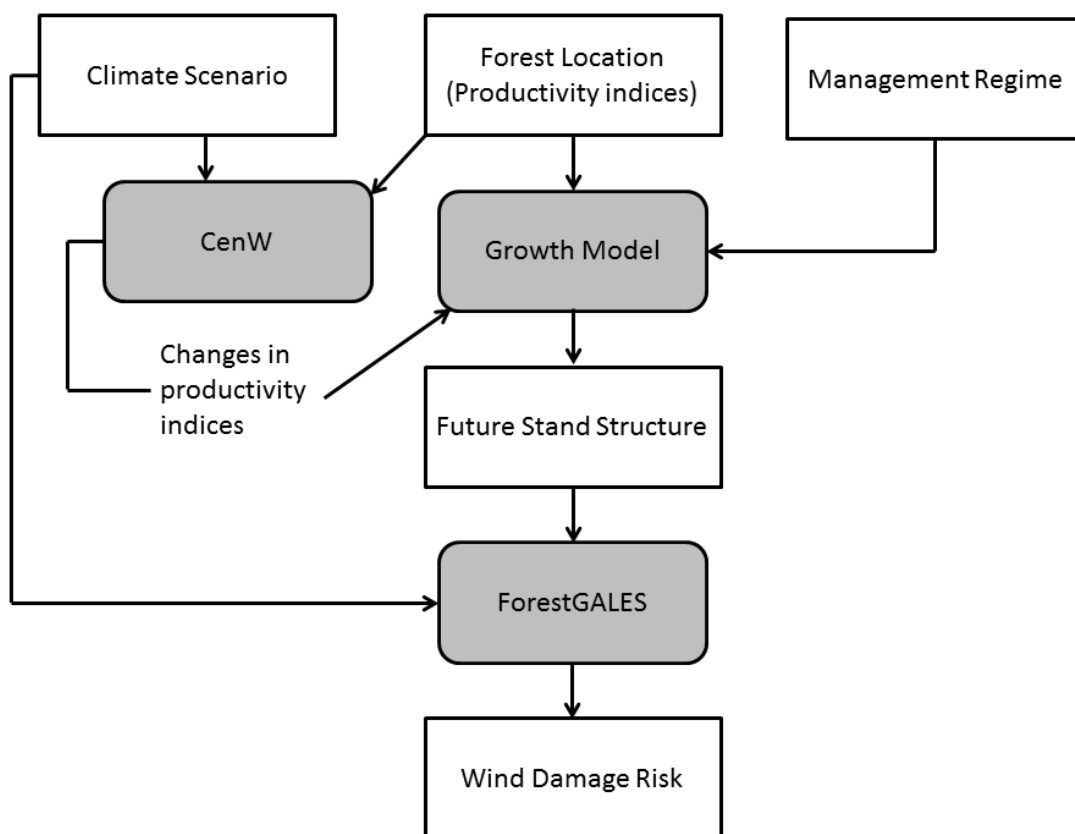 Climate Scenario
Forest Location
(Productivity indices)
Management Regime
CenW
Growth Model
Changes in
productivity
indices
Future Stand Structure
ForestGALES
Wind Damage Risk